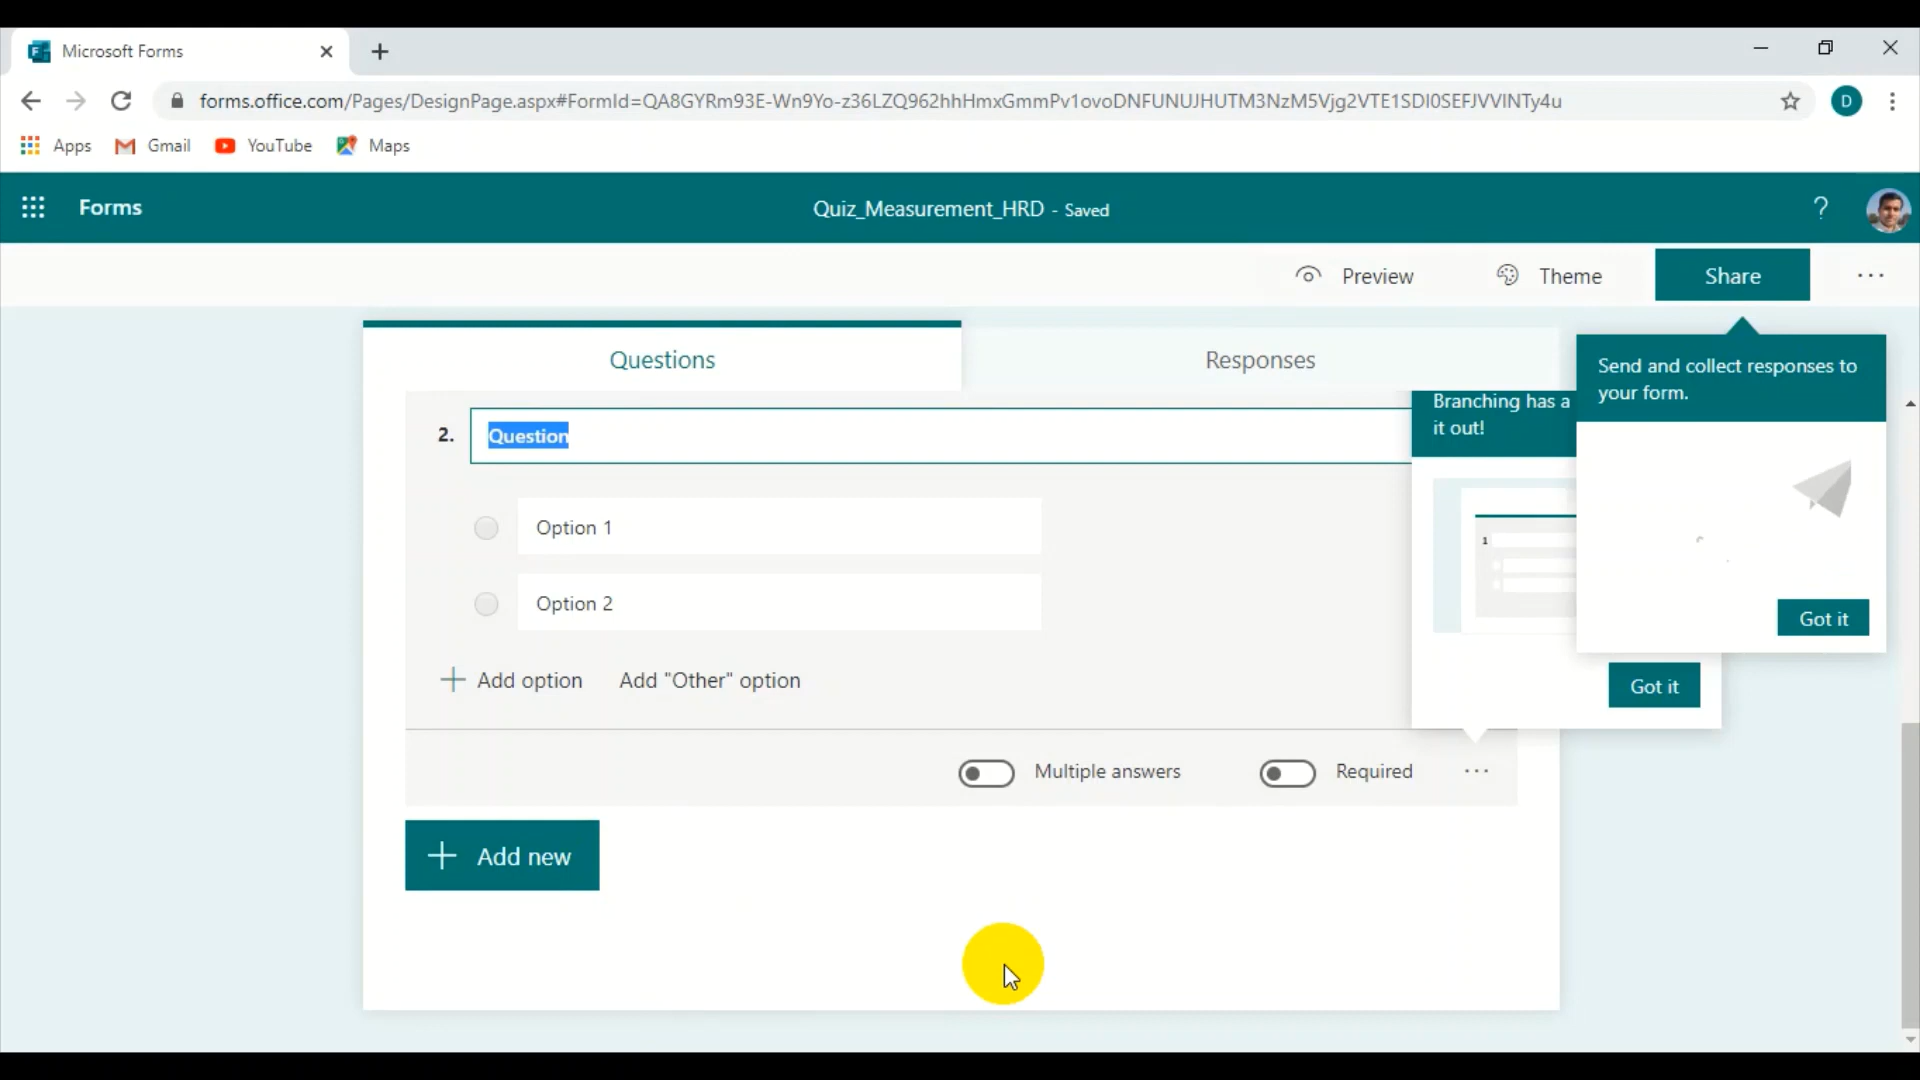 Microsoft Forms
forms.office.com/Pages/DesignPage.aspx#FormId=QA8GYRm93E-Wn9Yo-z36LZQ962hhHmxGmmPv1ovoDNFUNUJHUTM3NzM5Vjg2VTE1SDI0SEFJVVlNTy4u
D
Apps Gmail YouTube Maps
Forms
Quiz_Measurement_HRD - Saved
?
Preview Theme Share ...
Questions Responses
Send and collect responses to
your form.
Branching has a
it out!
2. Question
Option 1
1
Option 2
Got it
Add option Add "Other" option
Got it
Multiple answers Required ...
Add new